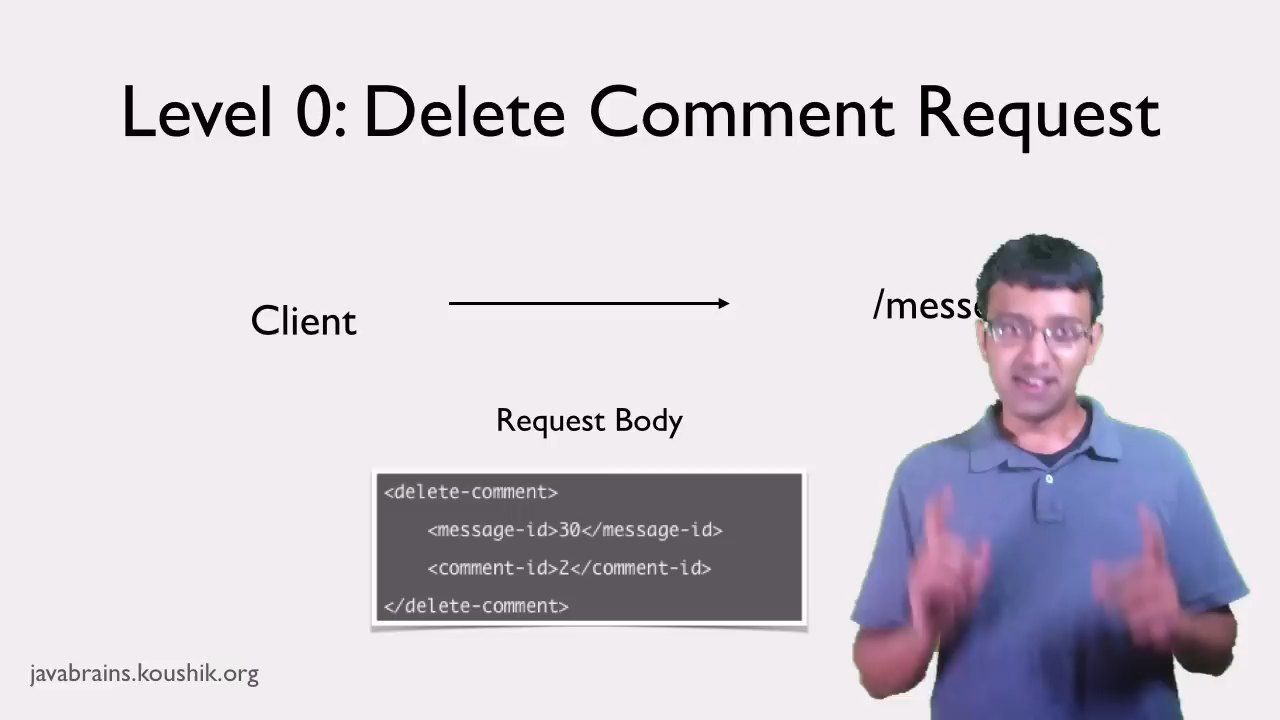 Level 0: Delete Comment Request
Client
Request Body
<delete-comment>
<message-id>30</message-id>
<comment-id>2</comment-id>
</delete-comment>
javabrains.koushik.org